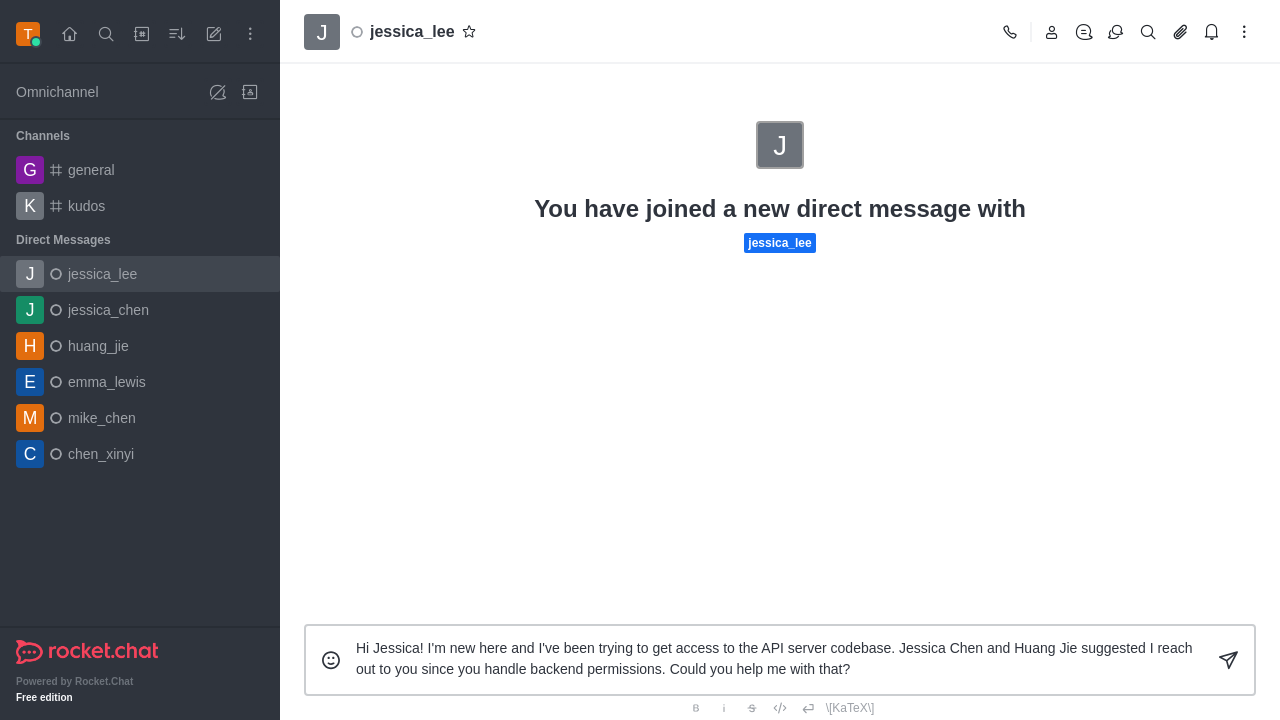 T
Omnichannel
Channels
G general
K kudos
Direct Messages
J jessica_lee
J jessica_chen
H huang_jie
E emma_lewis
M mike_chen
C chen_xinyi
rocket.chat
Powered by Rocket.Chat
Free edition
J jessica_lee
J
You have joined a new direct message with
jessica_lee
Hi Jessica! I'm new here and I've been trying to get access to the API server codebase. Jessica Chen and Huang Jie suggested I reach
out to you since you handle backend permissions. Could you help me with that?
B i S \[KaTeX\]